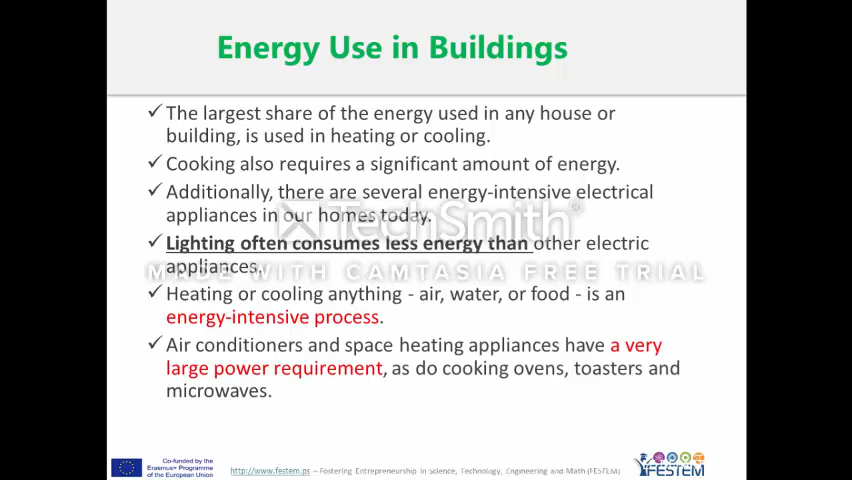 Energy Use in Buildings
✓ The largest share of the energy used in any house or
building, is used in heating or cooling.
✓ Cooking also requires a significant amount of energy.
✓ Additionally, there are several energy-intensive electrical
appliances in our homes today.
TechSmith®
✓ Lighting often consumes less energy than other electric
appliances.
MADE WITH CAMTASIA FREE TRIAL
✓ Heating or cooling anything - air, water, or food - is an
energy-intensive process.
✓ Air conditioners and space heating appliances have a very
large power requirement, as do cooking ovens, toasters and
microwaves.
Co-funded by the
Erasmus+ Programme
of the European Union
http://www.festem.ps – Fostering Entrepreneurship in Science, Technology, Engineering and Math (FESTEM)
FESTEM